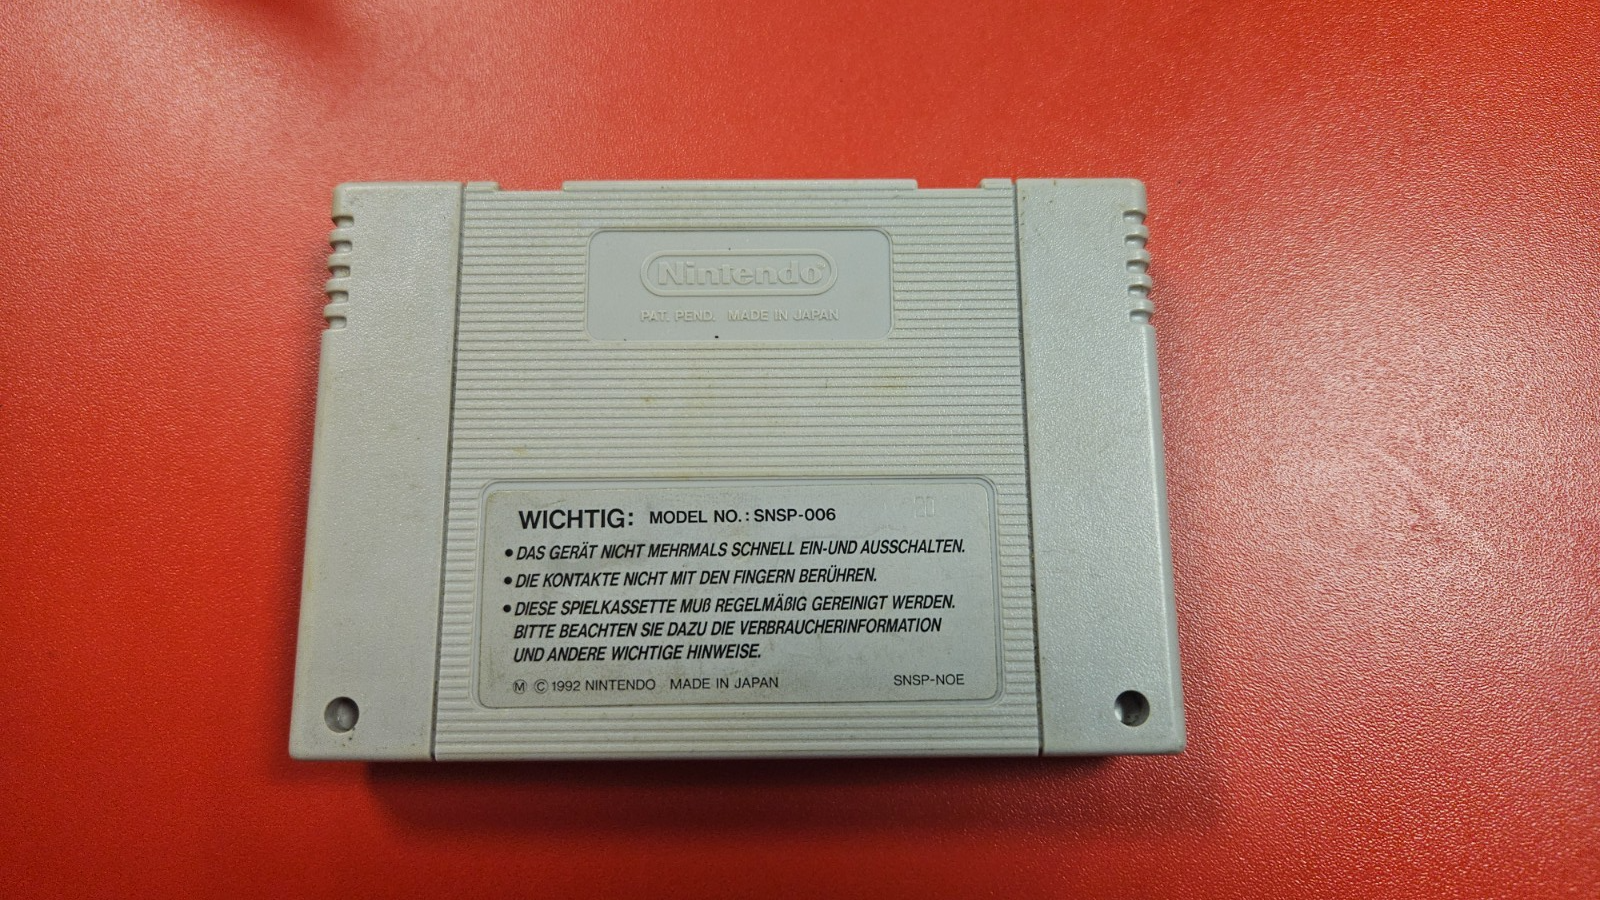 Nintendo®
PAT. PEND. MADE IN JAPAN
WICHTIG: MODEL NO.: SNSP-006
• DAS GERÄT NICHT MEHRMALS SCHNELL EIN-UND AUSSCHALTEN.
• DIE KONTAKTE NICHT MIT DEN FINGERN BERÜHREN.
• DIESE SPIELKASSETTE MUß REGELMÄßIG GEREINIGT WERDEN.
BITTE BEACHTEN SIE DAZU DIE VERBRAUCHERINFORMATION
UND ANDERE WICHTIGE HINWEISE.
Ⓜ © 1992 NINTENDO MADE IN JAPAN SNSP-NOE